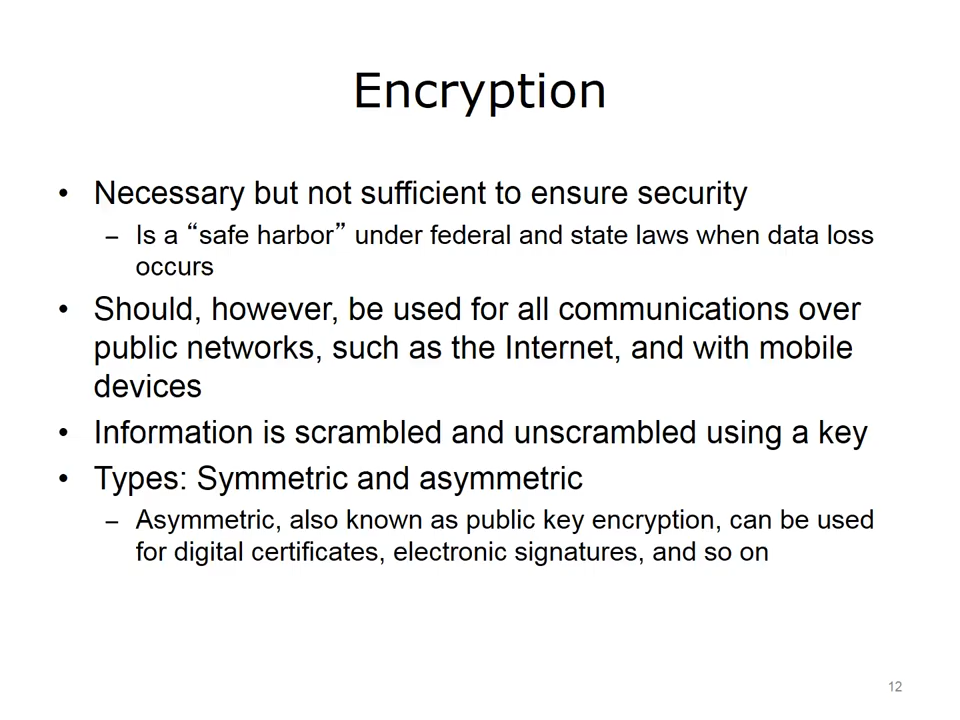 Encryption
• Necessary but not sufficient to ensure security
– Is a “safe harbor” under federal and state laws when data loss
occurs
• Should, however, be used for all communications over
public networks, such as the Internet, and with mobile
devices
• Information is scrambled and unscrambled using a key
• Types: Symmetric and asymmetric
– Asymmetric, also known as public key encryption, can be used
for digital certificates, electronic signatures, and so on
12